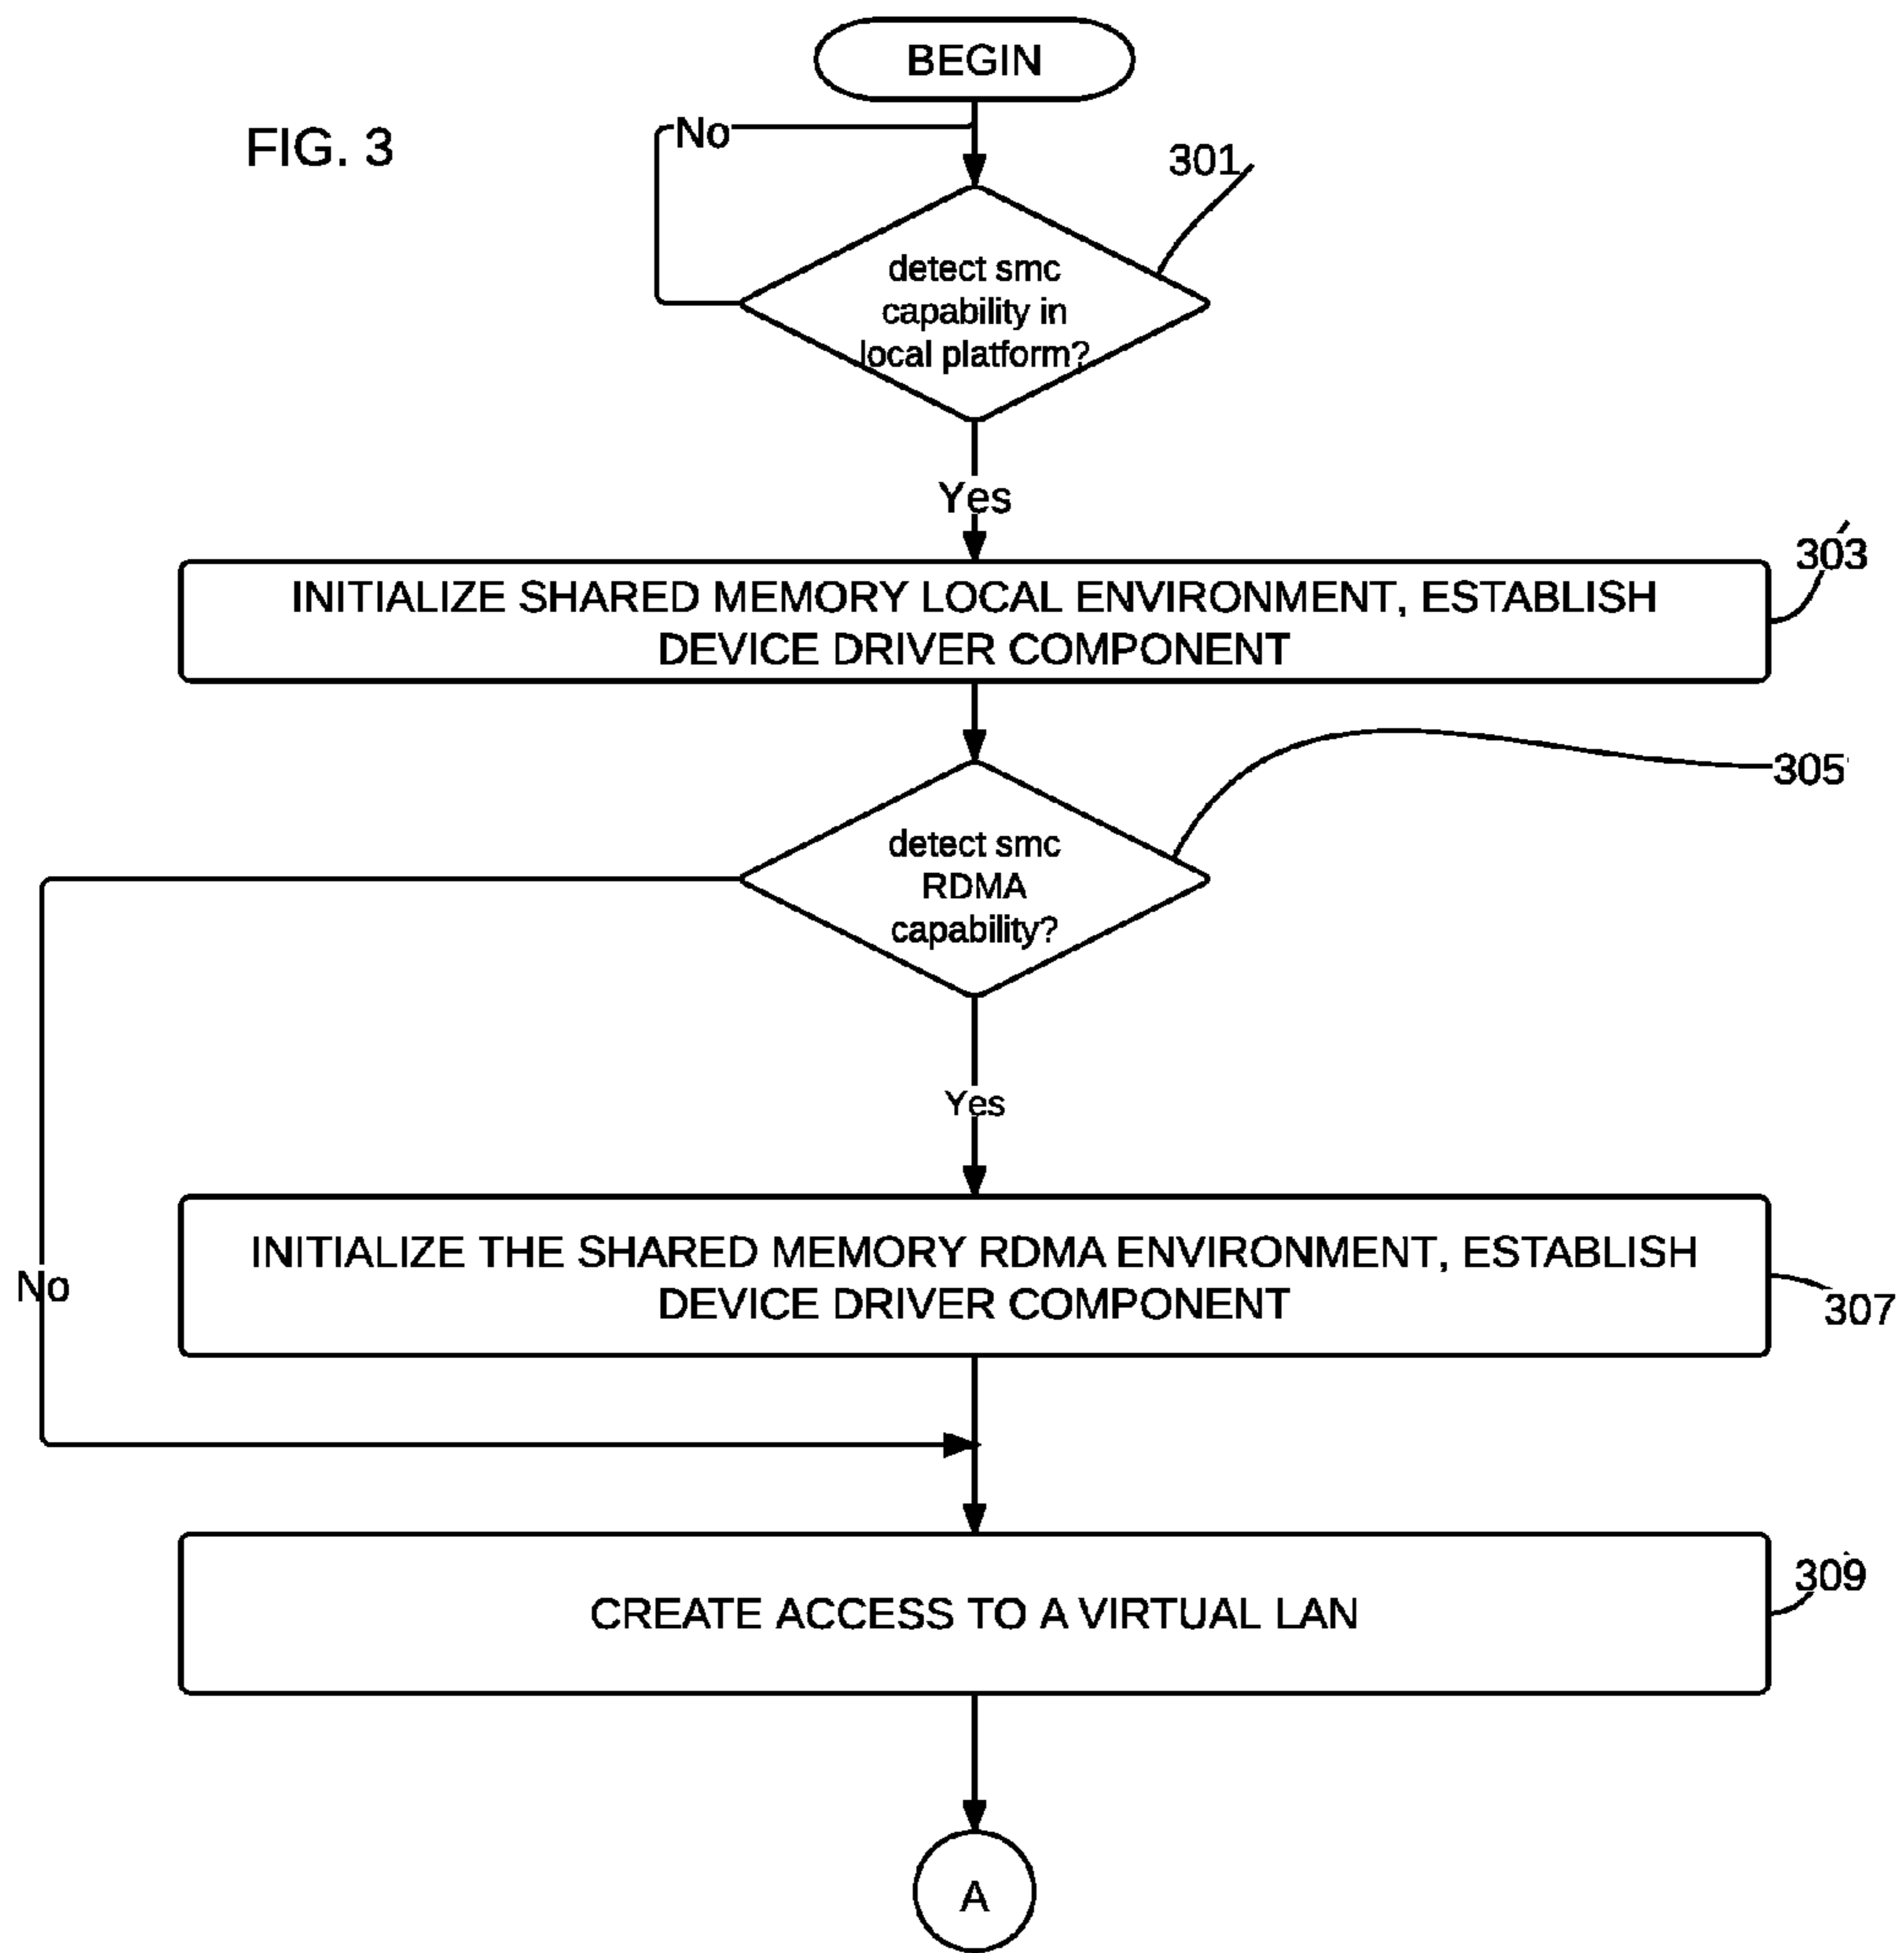 BEGIN
No
FIG. 3
301
detect smc
capability in
local platform?
Yes
303
INITIALIZE SHARED MEMORY LOCAL ENVIRONMENT, ESTABLISH
DEVICE DRIVER COMPONENT
305
detect smc
RDMA
capability?
Yes
INITIALIZE THE SHARED MEMORY RDMA ENVIRONMENT, ESTABLISH
DEVICE DRIVER COMPONENT
No
307
309
CREATE ACCESS TO A VIRTUAL LAN
A